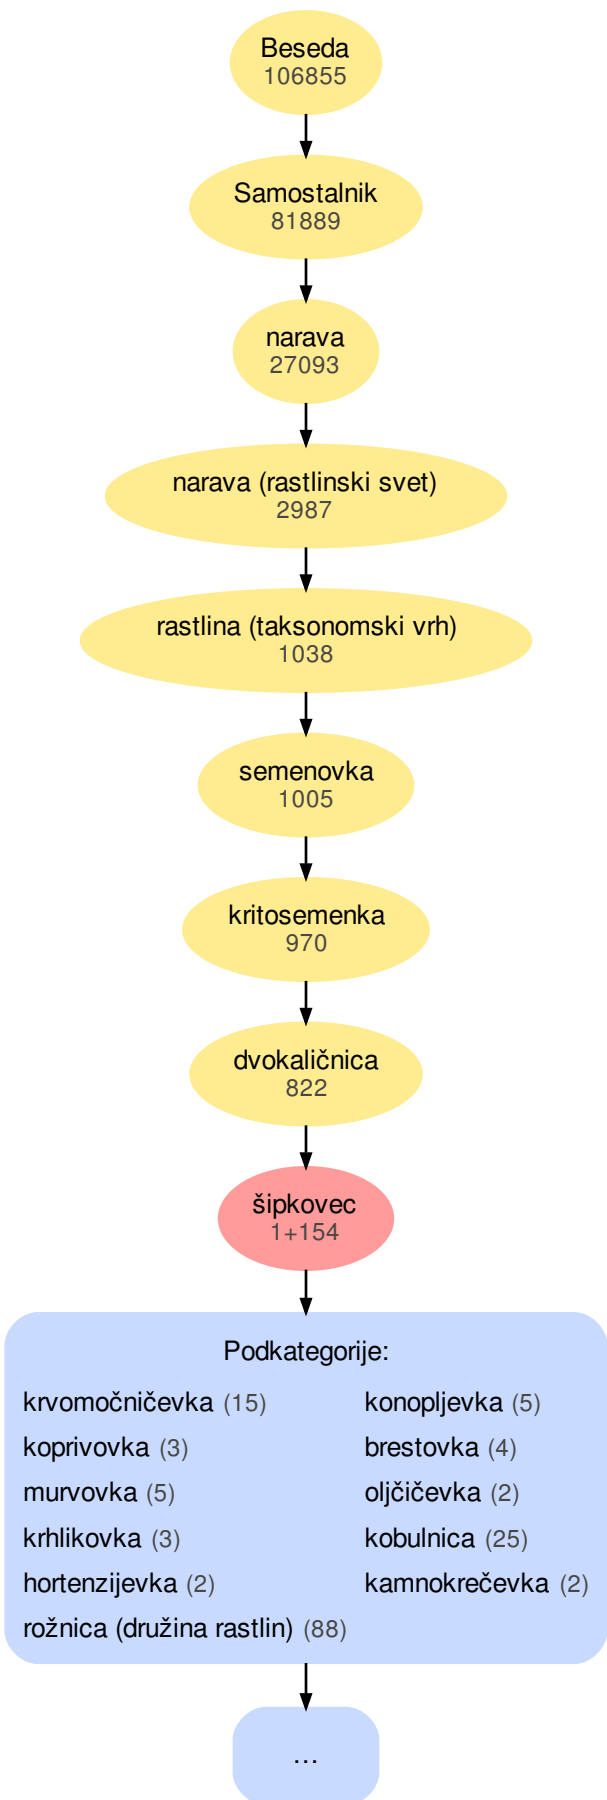 Beseda
106855
Samostalnik
81889
narava
27093
narava (rastlinski svet)
2987
rastlina (taksonomski vrh)
1038
semenovka
1005
kritosemenka
970
dvokaličnica
822
šipkovec
1+154
Podkategorije:
krvomočničevka (15) konopljevka (5)
koprivovka (3) brestovka (4)
murvovka (5) oljčičevka (2)
krhlikovka (3) kobulnica (25)
hortenzijevka (2) kamnokrečevka (2)
rožnica (družina rastlin) (88)
...